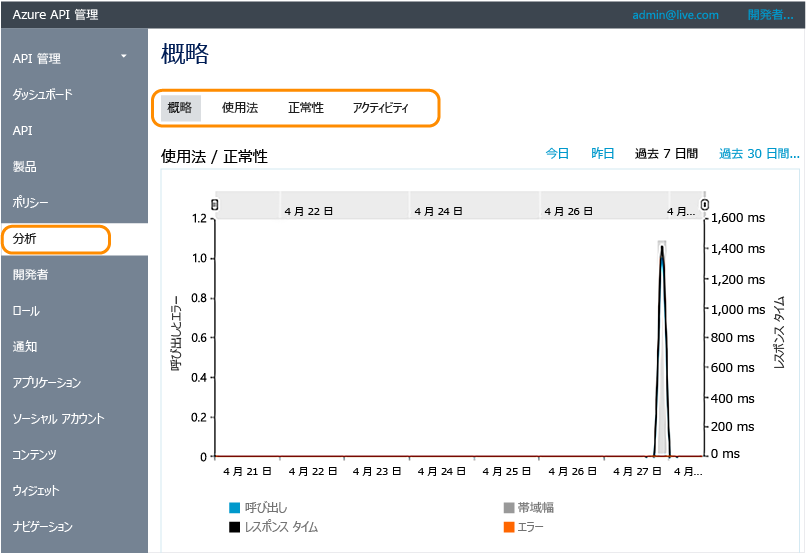 Azure API 管理
admin@live.com
開発者...
API 管理
ダッシュボード
API
製品
ポリシー
分析
開発者
ロール
通知
アプリケーション
ソーシャル アカウント
コンテンツ
ウィジェット
ナビゲーション
概略
概略 使用法 正常性 アクティビティ
使用法 / 正常性
今日 昨日 過去 7 日間 過去 30 日間...
4 月 22 日 4 月 24 日 4 月 26 日 4 月...
呼び出しとエラー
1.2
1.0
0.8
0.6
0.4
0.2
0
1,600 ms
1,400 ms
1,200 ms
1,000 ms
800 ms
600 ms
400 ms
200 ms
0 ms
レスポンス タイム
4 月 21 日 4 月 22 日 4 月 23 日 4 月 24 日 4 月 25 日 4 月 26 日 4 月 27 日 4 月...
呼び出し
レスポンス タイム
帯域幅
エラー